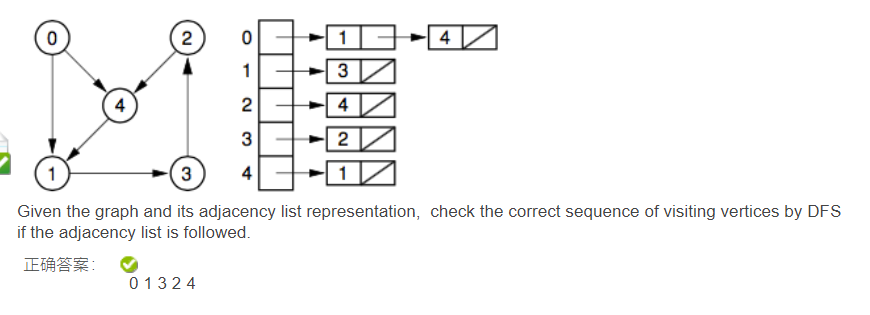 0 2 0 1 4
1 3
4 2 4
3 2
1 3 4 1
Given the graph and its adjacency list representation, check the correct sequence of visiting vertices by DFS
if the adjacency list is followed.
正确答案:
0 1 3 2 4